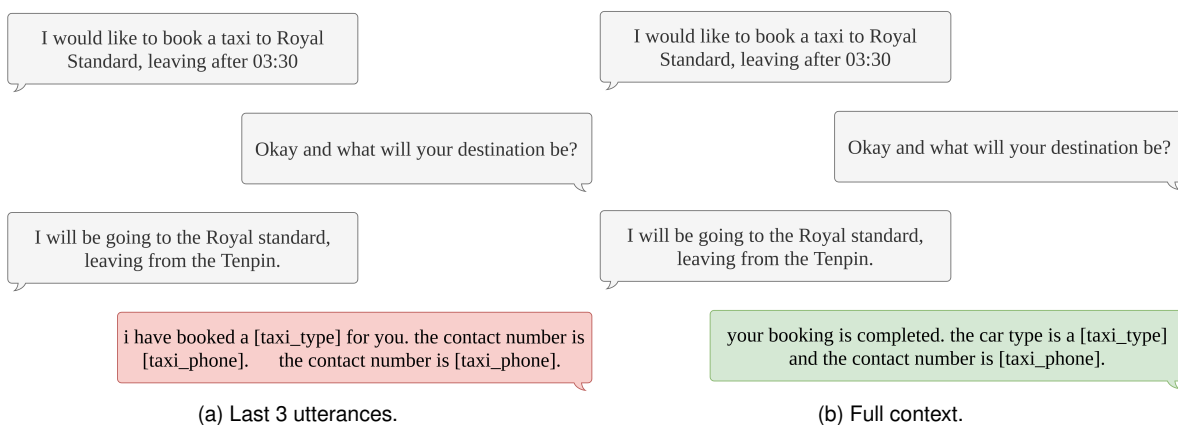 I would like to book a taxi to Royal
Standard, leaving after 03:30
Okay and what will your destination be?
I will be going to the Royal standard,
leaving from the Tenpin.
i have booked a [taxi_type] for you. the contact number is
[taxi_phone]. the contact number is [taxi_phone].
(a) Last 3 utterances.
I would like to book a taxi to Royal
Standard, leaving after 03:30
Okay and what will your destination be?
I will be going to the Royal standard,
leaving from the Tenpin.
your booking is completed. the car type is a [taxi_type]
and the contact number is [taxi_phone].
(b) Full context.